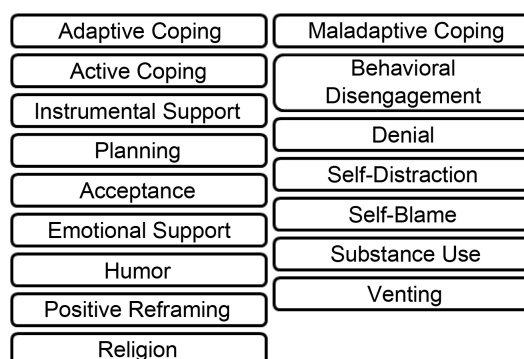 Adaptive Coping
Active Coping
Instrumental Support
Planning
Acceptance
Emotional Support
Humor
Positive Reframing
Religion
Maladaptive Coping
Behavioral
Disengagement
Denial
Self-Distraction
Self-Blame
Substance Use
Venting